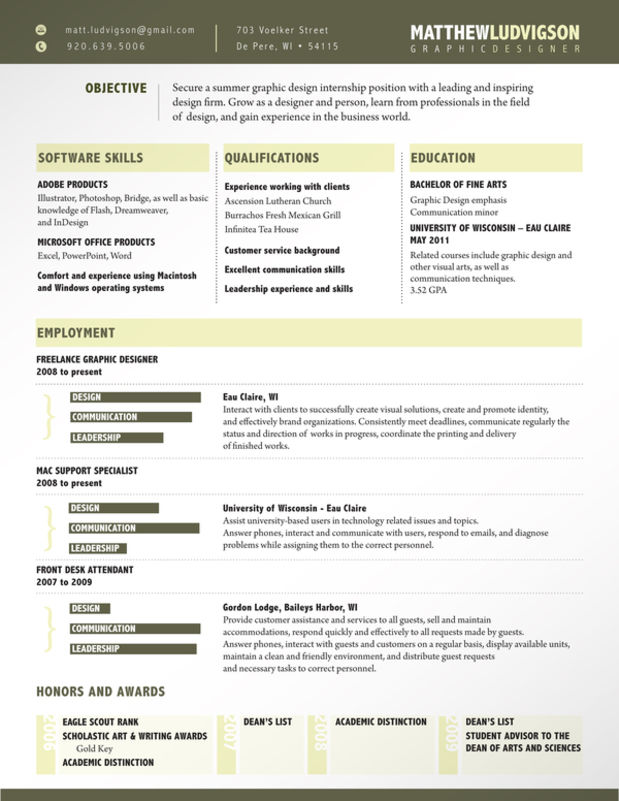 matt.ludvigson@gmail.com
920.639.5006
703 Voelker Street
De Pere, WI • 54115
MATTHEWLUDVIGSON
GRAPHICDESIGNER
OBJECTIVE
Secure a summer graphic design internship position with a leading and inspiring
design firm. Grow as a designer and person, learn from professionals in the field
of design, and gain experience in the business world.
SOFTWARE SKILLS
ADOBE PRODUCTS
Illustrator, Photoshop, Bridge, as well as basic
knowledge of Flash, Dreamweaver,
and InDesign
MICROSOFT OFFICE PRODUCTS
Excel, PowerPoint, Word
Comfort and experience using Macintosh
and Windows operating systems
QUALIFICATIONS
Experience working with clients
Ascension Lutheran Church
Burrachos Fresh Mexican Grill
Infinitea Tea House
Customer service background
Excellent communication skills
Leadership experience and skills
EDUCATION
BACHELOR OF FINE ARTS
Graphic Design emphasis
Communication minor
UNIVERSITY OF WISCONSIN – EAU CLAIRE
MAY 2011
Related courses include graphic design and
other visual arts, as well as
communication techniques.
3.52 GPA
EMPLOYMENT
FREELANCE GRAPHIC DESIGNER
2008 to present
DESIGN
COMMUNICATION
LEADERSHIP
Eau Claire, WI
Interact with clients to successfully create visual solutions, create and promote identity,
and effectively brand organizations. Consistently meet deadlines, communicate regularly the
status and direction of works in progress, coordinate the printing and delivery
of finished works.
MAC SUPPORT SPECIALIST
2008 to present
DESIGN
COMMUNICATION
LEADERSHIP
University of Wisconsin - Eau Claire
Assist university-based users in technology related issues and topics.
Answer phones, interact and communicate with users, respond to emails, and diagnose
problems while assigning them to the correct personnel.
FRONT DESK ATTENDANT
2007 to 2009
DESIGN
COMMUNICATION
LEADERSHIP
Gordon Lodge, Baileys Harbor, WI
Provide customer assistance and services to all guests, sell and maintain
accommodations, respond quickly and effectively to all requests made by guests.
Answer phones, interact with guests and customers on a regular basis, display available units,
maintain a clean and friendly environment, and distribute guest requests
and necessary tasks to correct personnel.
HONORS AND AWARDS
2006
EAGLE SCOUT RANK
SCHOLASTIC ART & WRITING AWARDS
Gold Key
ACADEMIC DISTINCTION
2007
DEAN'S LIST
2008
ACADEMIC DISTINCTION
2009
DEAN'S LIST
STUDENT ADVISOR TO THE
DEAN OF ARTS AND SCIENCES